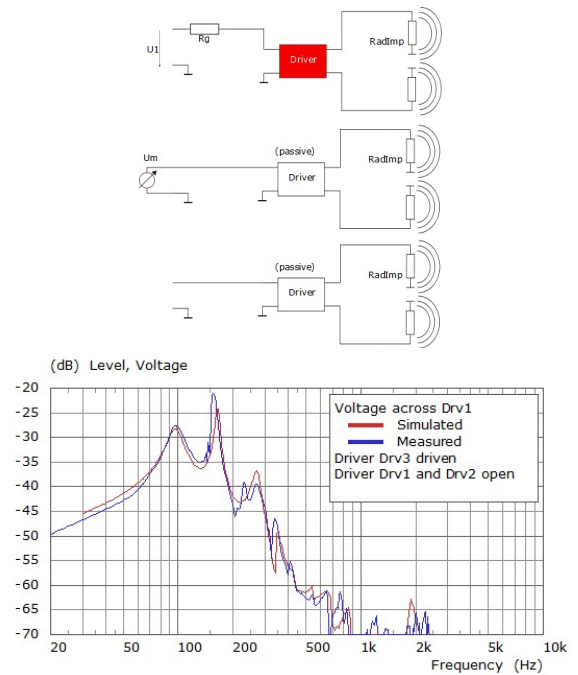 Rg
U1
Driver
RadImp
(passive)
Um
Driver
RadImp
(passive)
Driver
RadImp
(dB) Level, Voltage
-20
-25
-30
-35
-40
-45
-50
-55
-60
-65
-70
Voltage across Drv1
Simulated
Measured
Driver Drv3 driven
Driver Drv1 and Drv2 open
20 50 100 200 500 1k 2k 5k 10k
Frequency (Hz)